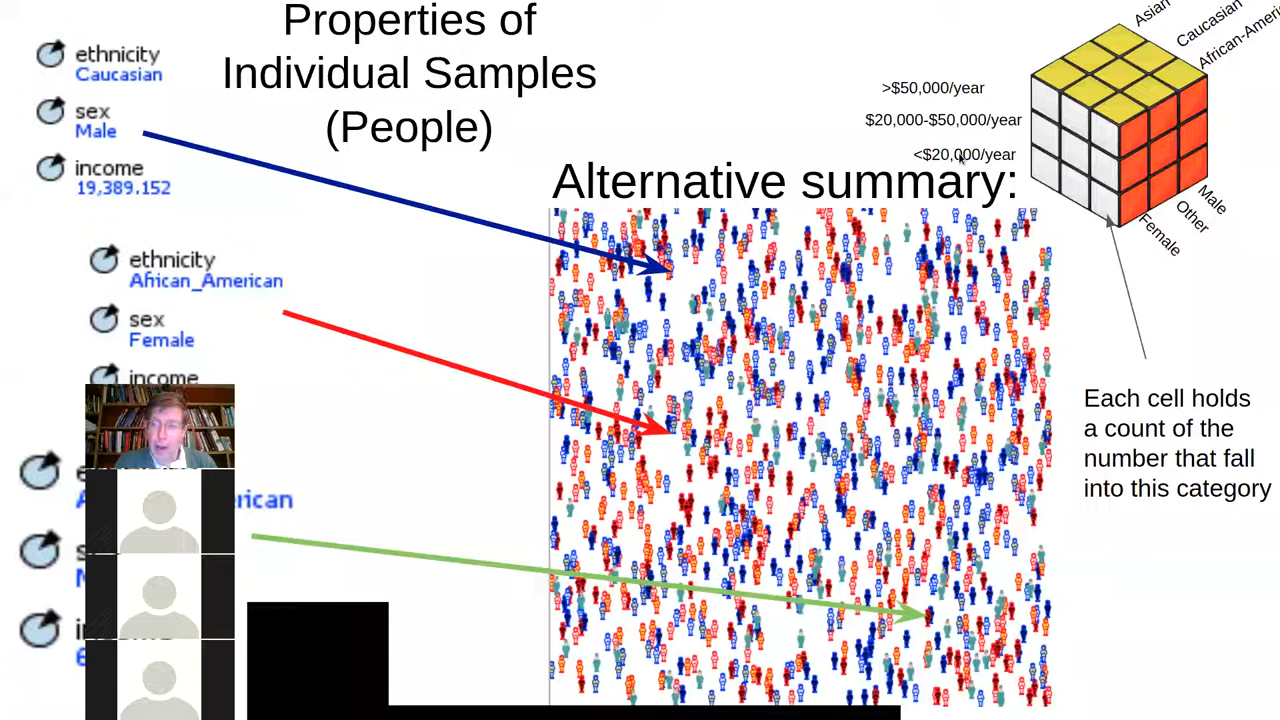 Properties of
Individual Samples
(People)
ethnicity
Caucasian
sex
Male
income
19,389.152
ethnicity
African_American
sex
Female
income
erican
Alternative summary:
>$50,000/year
$20,000-$50,000/year
<$20,000/year
Asian
Caucasian
Male
Other
Female
Each cell holds
a count of the
number that fall
into this category